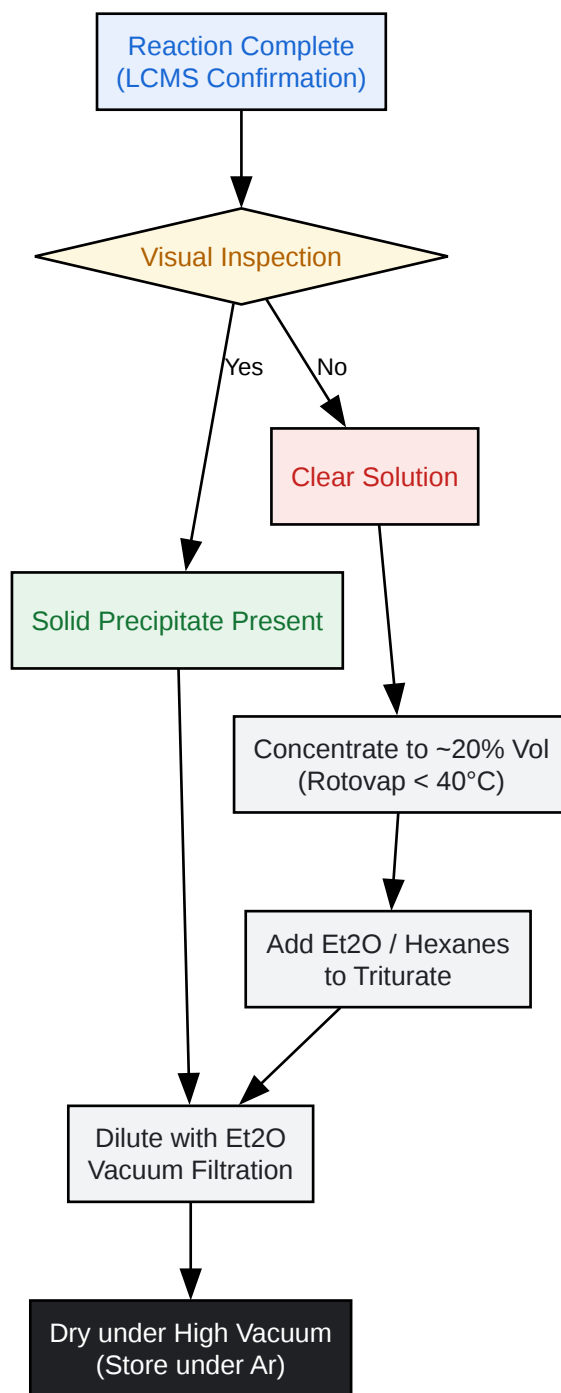 Reaction Complete
(LCMS Confirmation)
Visual Inspection
Yes
No
Clear Solution
Solid Precipitate Present
Concentrate to ~20% Vol
(Rotovap < 40°C)
Add Et2O / Hexanes
to Triturate
Dilute with Et2O
Vacuum Filtration
Dry under High Vacuum
(Store under Ar)